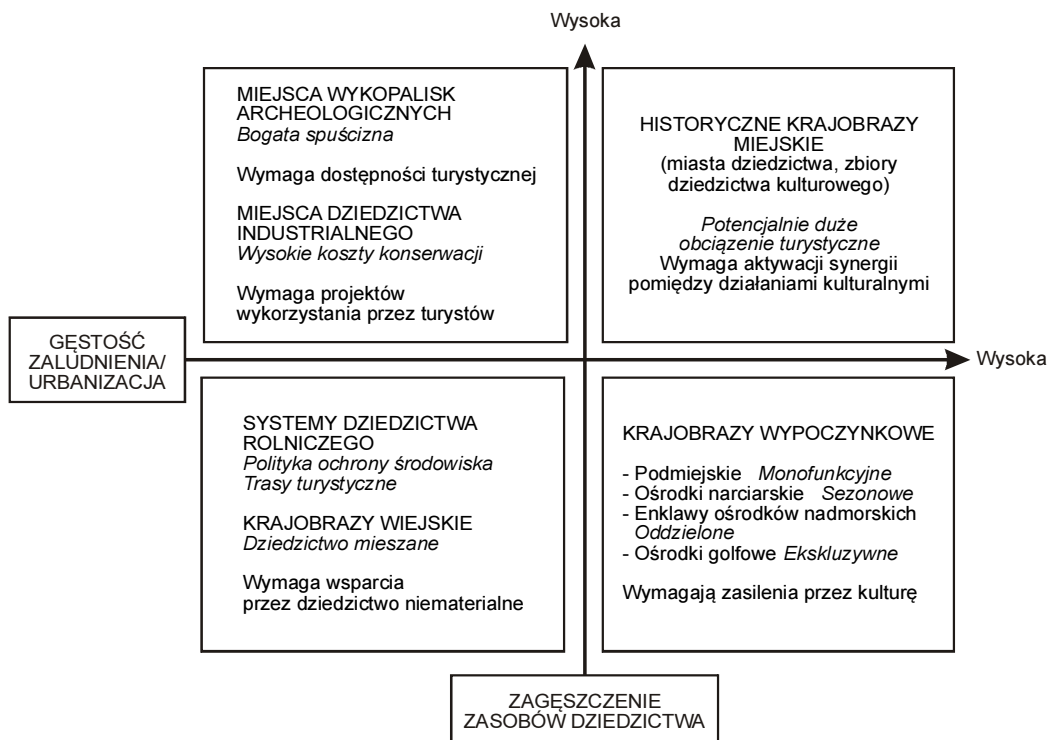 Wysoka
MIEJSCA WYKOPALISK
ARCHEOLOGICZNYCH
Bogata spuścizna
Wymaga dostępności turystycznej
MIEJSCA DZIEDZICTWA
INDUSTRIALNEGO
Wysokie koszty konserwacji
Wymaga projektów
wykorzystania przez turystów
HISTORYCZNE KRAJOBRAZY
MIEJSKIE
(miasta dziedzictwa, zbiory
dziedzictwa kulturowego)
Potencjalnie duże
obciązenie turystyczne
Wymaga aktywacji synergii
pomiędzy działaniami kulturalnymi
GĘSTOŚĆ
ZALUDNIENIA/
URBANIZACJA
Wysoka
SYSTEMY DZIEDZICTWA
ROLNICZEGO
Polityka ochrony środowiska
Trasy turystyczne
KRAJOBRAZY WIEJSKIE
Dziedzictwo mieszane
Wymaga wsparcia
przez dziedzictwo niematerialne
KRAJOBRAZY WYPOCZYNKOWE
- Podmiejskie Monofunkcyjne
- Ośrodki narciarskie Sezonowe
- Enklawy ośrodków nadmorskich
Oddzielone
- Ośrodki golfowe Ekskluzywne
Wymagają zasilenia przez kulturę
ZAGĘSZCZENIE
ZASOBÓW DZIEDZICTWA